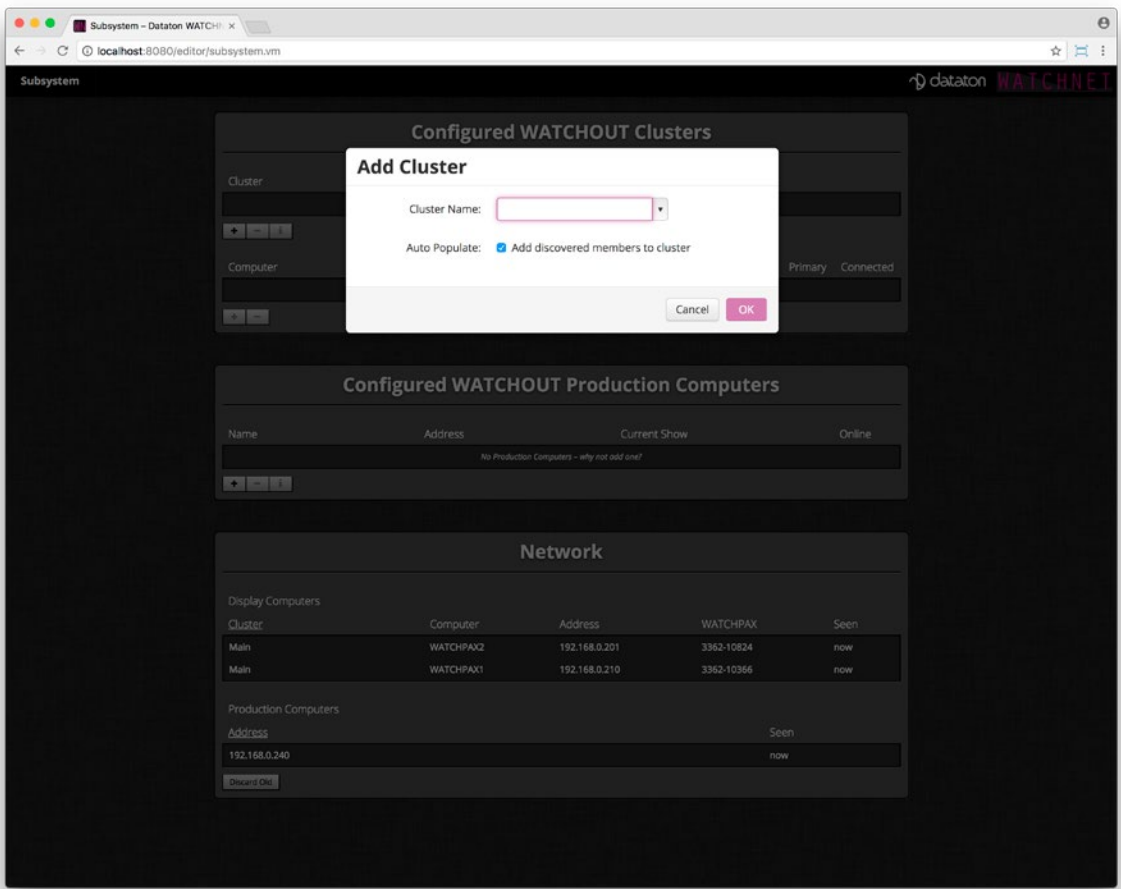 Subsystem – Dataton WATCH
localhost:8080/editor/subsystem.vm
Subsystem
dataton WATCHNET
Configured WATCHOUT Clusters
Add Cluster
Cluster
Cluster Name:
Auto Populate: Add discovered members to cluster
Computer Primary Connected
Cancel OK
Configured WATCHOUT Production Computers
Name Address Current Show Online
No Production Computers – why not add one?
Network
Display Computers
Cluster Computer Address WATCHPAX Seen
Main WATCHPAX2 192.168.0.201 3362-10824 now
Main WATCHPAX1 192.168.0.210 3362-10366 now
Production Computers
Address Seen
192.168.0.240 now
Discard Old